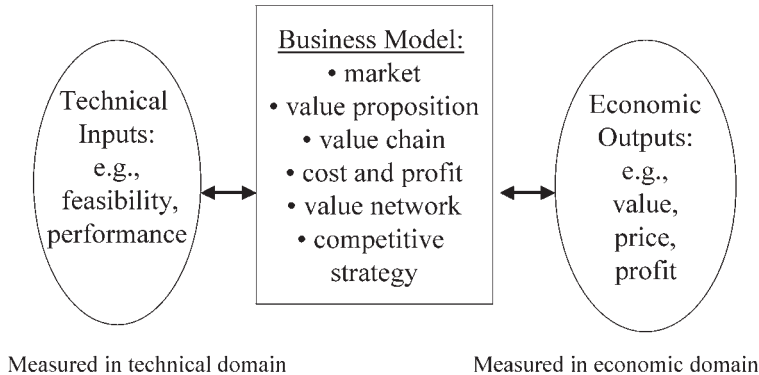 Technical
Inputs:
e.g.,
feasibility,
performance
Business Model:
• market
• value proposition
• value chain
• cost and profit
• value network
• competitive
strategy
Economic
Outputs:
e.g.,
value,
price,
profit
Measured in technical domain
Measured in economic domain